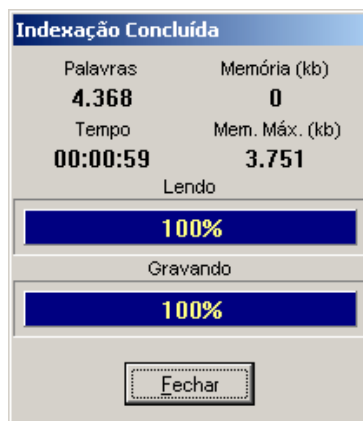 Indexação Concluída
Palavras Memória (kb)
4.368 0
Tempo Mem. Máx. (kb)
00:00:59 3.751
Lendo
100%
Gravando
100%
Fechar